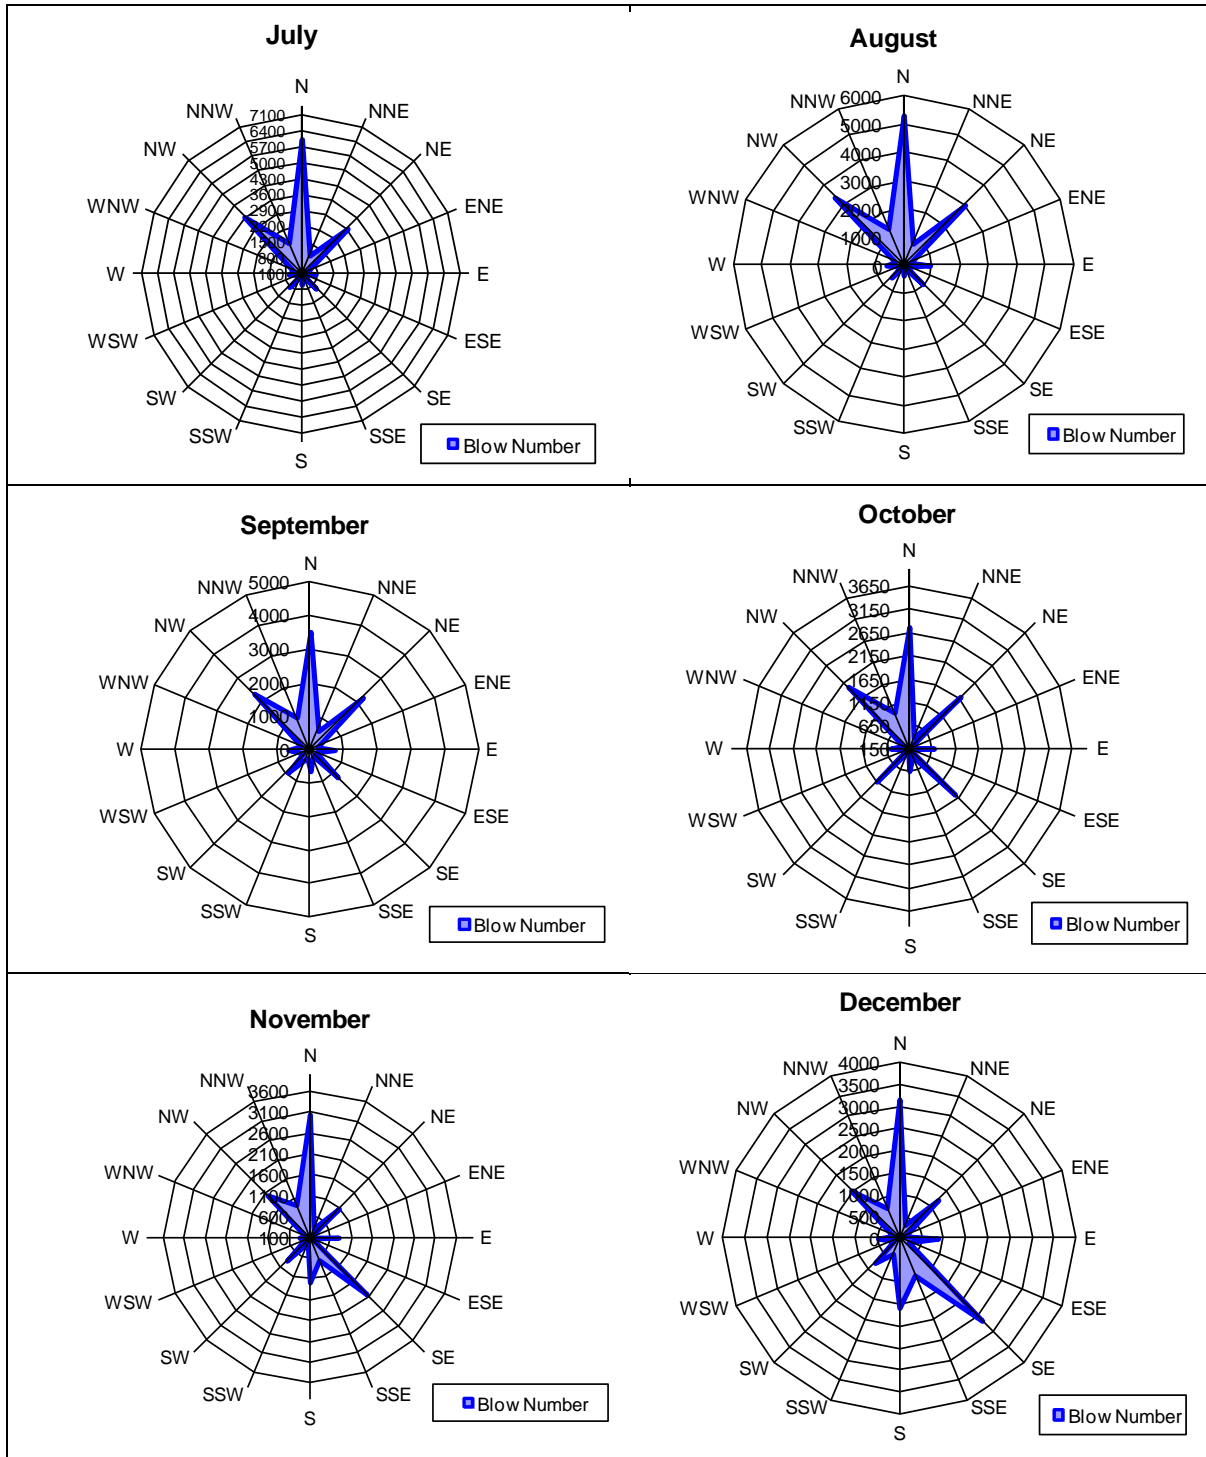 July
N
NNE
NE
ENE
E
ESE
SE
SSE
S
SSW
SW
WSW
W
WNW
NW
NNW
7100
6400
5700
5000
4300
3600
2900
2200
1500
800
100
Blow Number
August
N
NNE
NE
ENE
E
ESE
SE
SSE
S
SSW
SW
WSW
W
WNW
NW
NNW
6000
5000
4000
3000
2000
1000
0
Blow Number
September
N
NNE
NE
ENE
E
ESE
SE
SSE
S
SSW
SW
WSW
W
WNW
NW
NNW
5000
4000
3000
2000
1000
0
Blow Number
October
N
NNE
NE
ENE
E
ESE
SE
SSE
S
SSW
SW
WSW
W
WNW
NW
NNW
3650
3150
2650
2150
1650
1150
650
150
Blow Number
November
N
NNE
NE
ENE
E
ESE
SE
SSE
S
SSW
SW
WSW
W
WNW
NW
NNW
3600
3100
2600
2100
1600
1100
600
100
Blow Number
December
N
NNE
NE
ENE
E
ESE
SE
SSE
S
SSW
SW
WSW
W
WNW
NW
NNW
4000
3500
3000
2500
2000
1500
1000
500
0
Blow Number